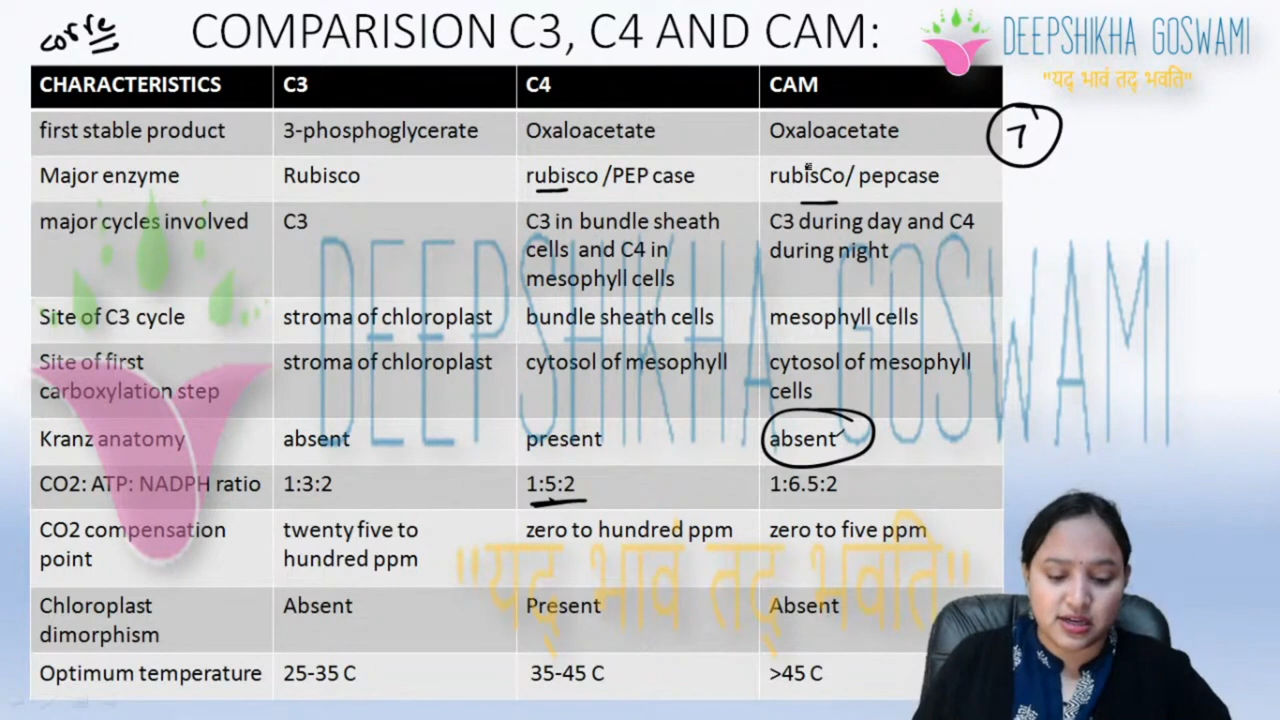 corre
COMPARISION C3, C4 AND CAM:
DEEPSHIKHA GOSWAMI
"यद् भावं तद् भवति"
CHARACTERISTICS C3 C4 CAM
first stable product 3-phosphoglycerate Oxaloacetate Oxaloacetate
7
Major enzyme Rubisco rubisco /PEP case rubisCo/ pepcase
major cycles involved C3 C3 in bundle sheath C3 during day and C4
cells and C4 in during night
mesophyll cells
Site of C3 cycle stroma of chloroplast bundle sheath cells mesophyll cells
Site of first stroma of chloroplast cytosol of mesophyll cytosol of mesophyll
carboxylation step cells
Kranz anatomy absent present absent
CO2: ATP: NADPH ratio 1:3:2 1:5:2 1:6.5:2
CO2 compensation twenty five to zero to hundred ppm zero to five ppm
point hundred ppm
Chloroplast Absent Present Absent
dimorphism
Optimum temperature 25-35 C 35-45 C >45 C
DEEPSHIKHA GOSWAMI
"यद् भावं तद् भवति"